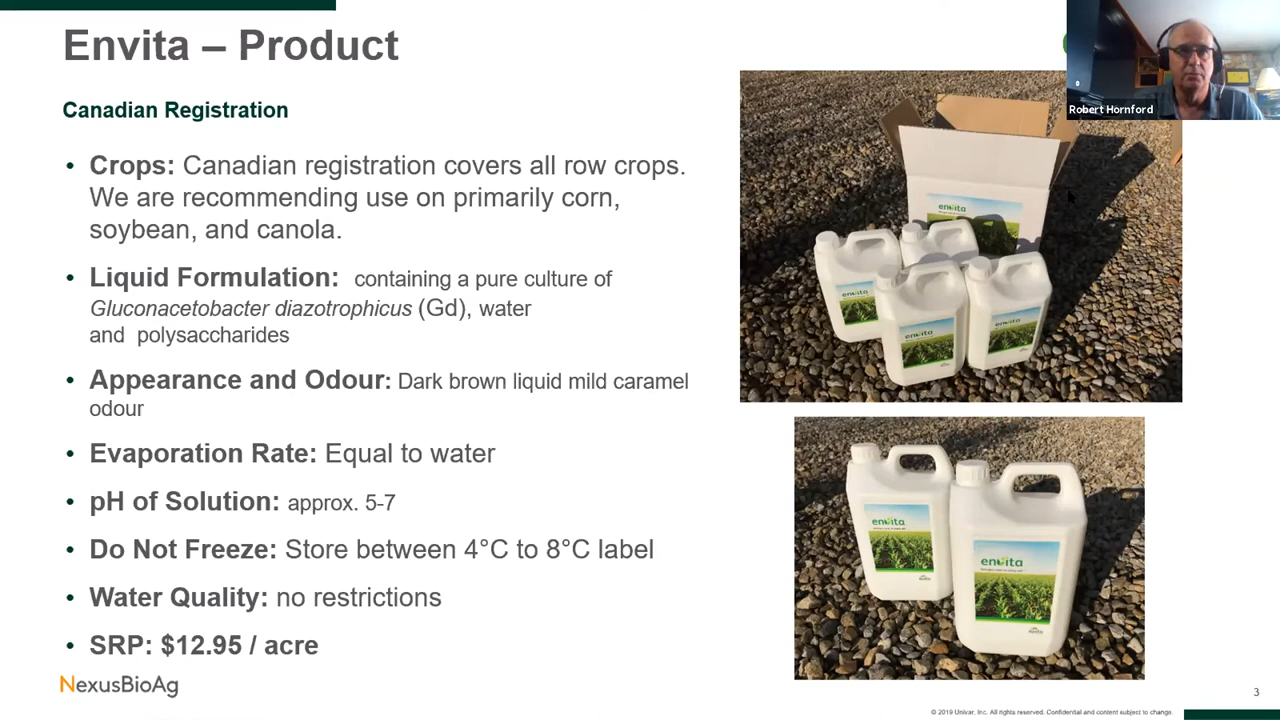 Envita – Product
Robert Hornford
Canadian Registration
• Crops: Canadian registration covers all row crops.
We are recommending use on primarily corn,
soybean, and canola.
• Liquid Formulation: containing a pure culture of
Gluconacetobacter diazotrophicus (Gd), water
and polysaccharides
• Appearance and Odour: Dark brown liquid mild caramel
odour
• Evaporation Rate: Equal to water
• pH of Solution: approx. 5-7
• Do Not Freeze: Store between 4°C to 8°C label
• Water Quality: no restrictions
• SRP: $12.95 / acre
envita
envita
envita
envita
envita
envita
NexusBioAg
3
© 2019 Univar, Inc. All rights reserved. Confidential and content subject to change.